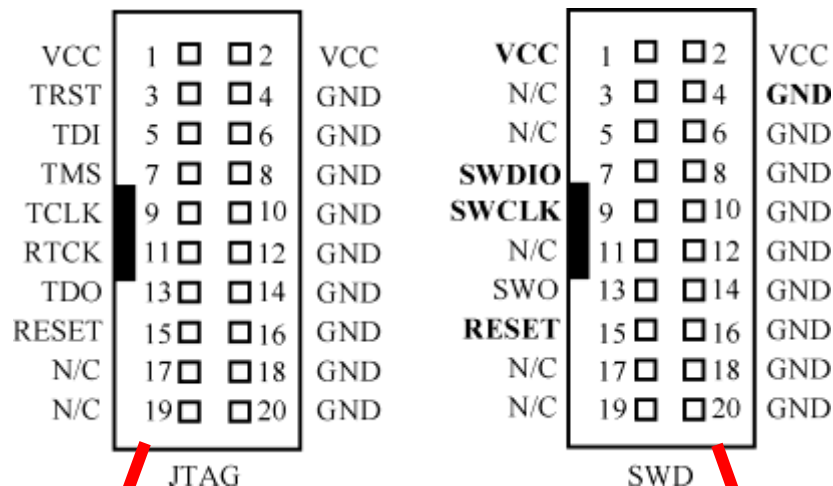 VCC 1 2 VCC VCC 1 2 VCC
TRST 3 4 GND N/C 3 4 GND
TDI 5 6 GND N/C 5 6 GND
TMS 7 8 GND SWDIO 7 8 GND
TCLK 9 10 GND SWCLK 9 10 GND
RTCK 11 12 GND N/C 11 12 GND
TDO 13 14 GND SWO 13 14 GND
RESET 15 16 GND RESET 15 16 GND
N/C 17 18 GND N/C 17 18 GND
N/C 19 20 GND N/C 19 20 GND
JTAG SWD